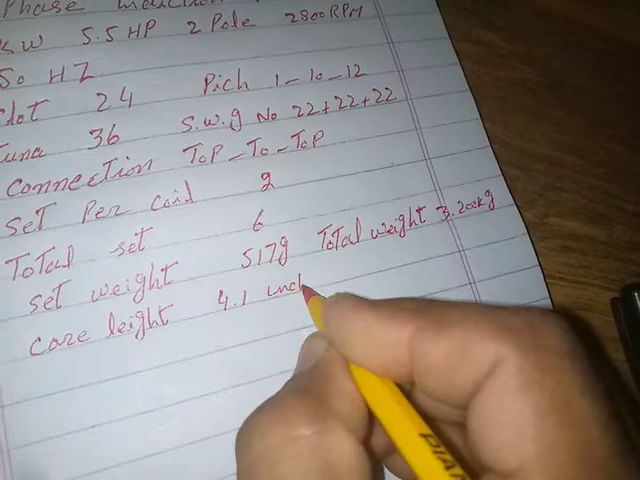 Phase
KW 5.5 HP 2 Pole 2800 RPM
50 HZ
Slot 24 Pich 1-10-12
Tuna 36 S.w.g No 22+22+22
Connection ToP-To-ToP
SeT Per Coil 2
ToTal set 6
set weight 517g ToTal weight 3.200kg
Core leight 4.1 inch
DIAM